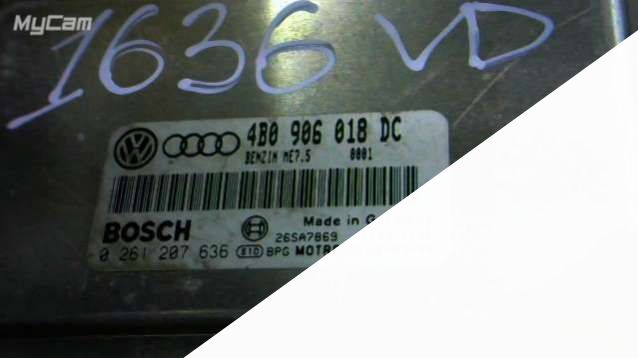 MyCam
1636 VD
4B0 906 018 DC
BENZIN ME7.5 0001
BOSCH
Made in G
26SA7869
0 261 207 636
BPG MOTR